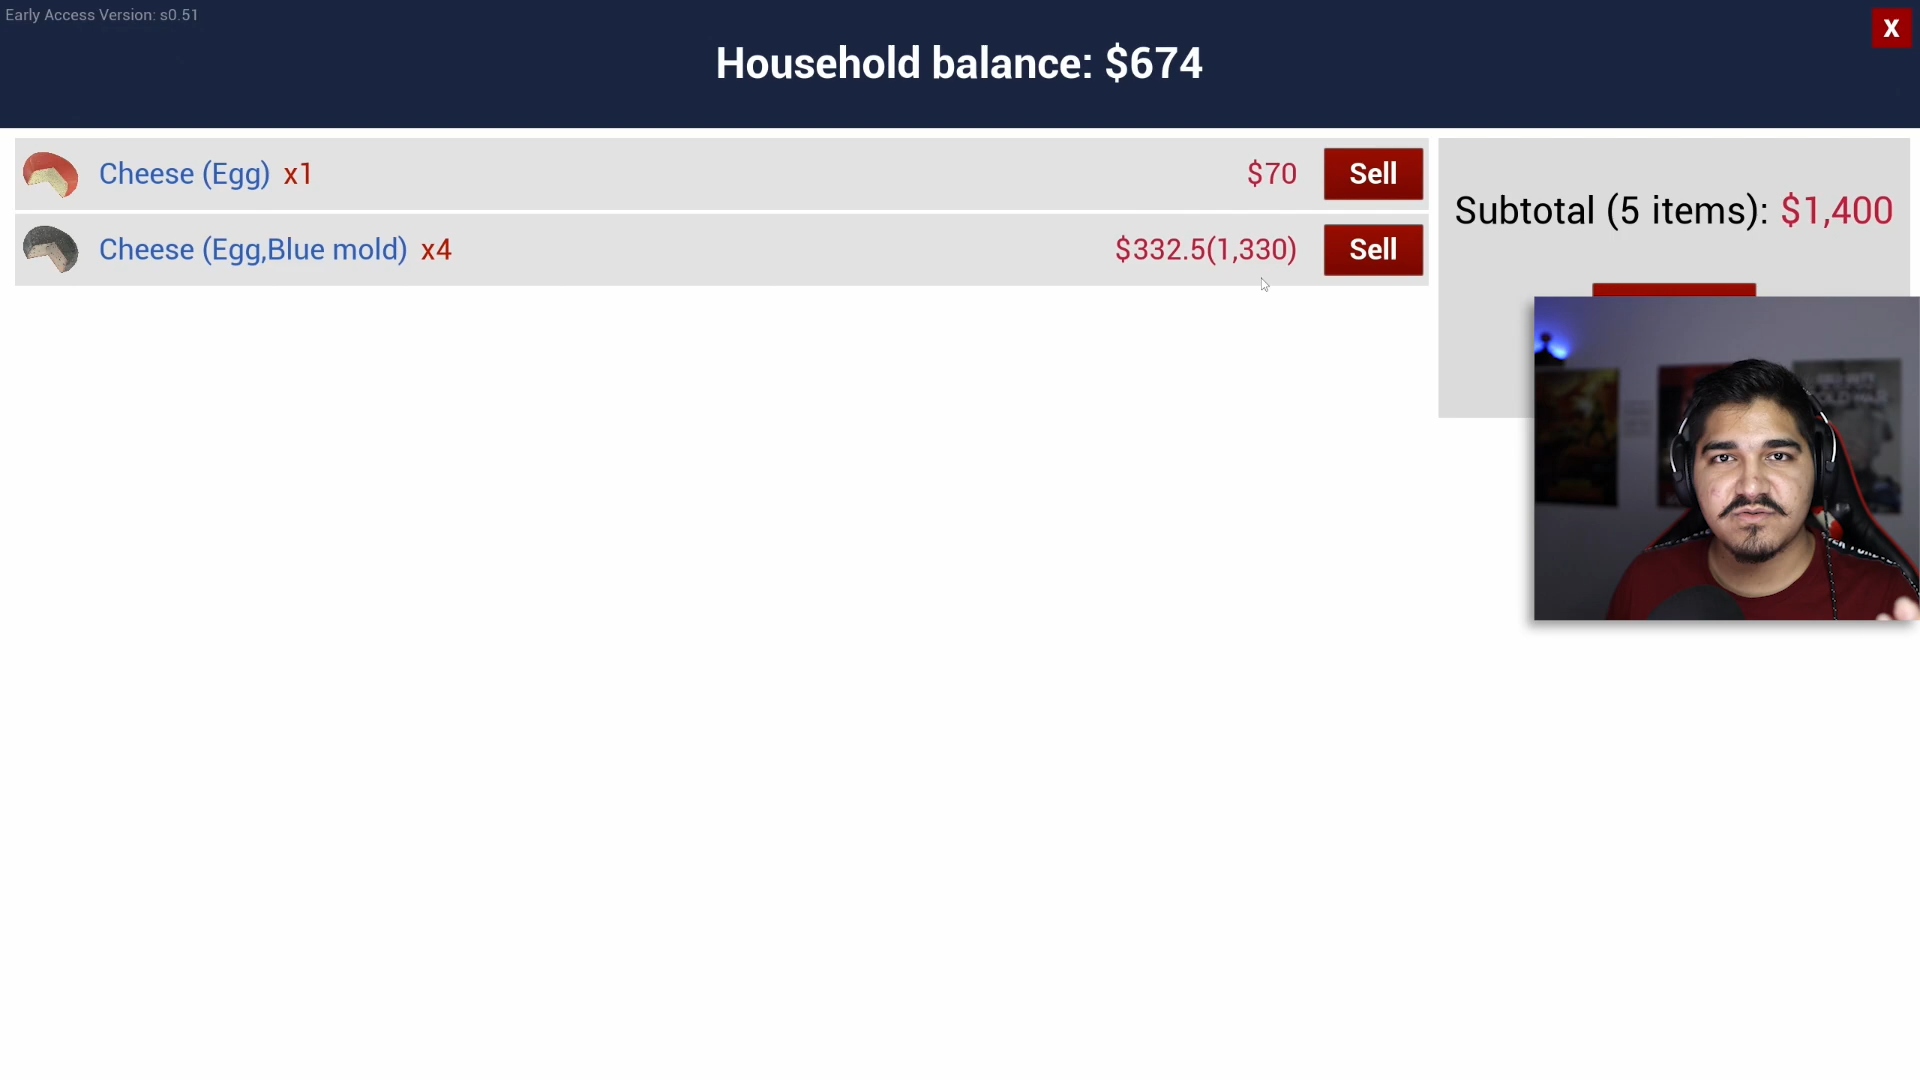 Early Access Version: s0.51
X
Household balance: $674
Cheese (Egg) x1 $70 Sell
Cheese (Egg,Blue mold) x4 $332.5(1,330) Sell
Subtotal (5 items): $1,400